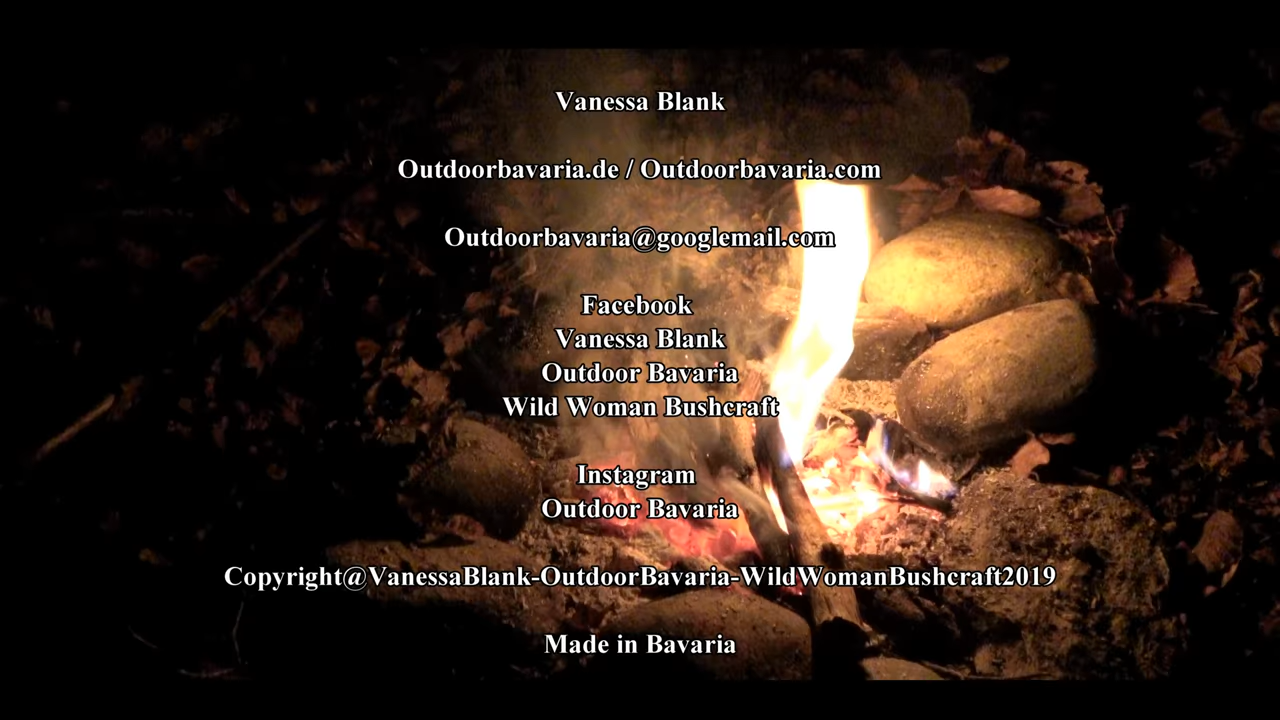 Vanessa Blank
Outdoorbavaria.de / Outdoorbavaria.com
Outdoorbavaria@googlemail.com
Facebook
Vanessa Blank
Outdoor Bavaria
Wild Woman Bushcraft
Instagram
Outdoor Bavaria
Copyright@VanessaBlank-OutdoorBavaria-WildWomanBushcraft2019
Made in Bavaria